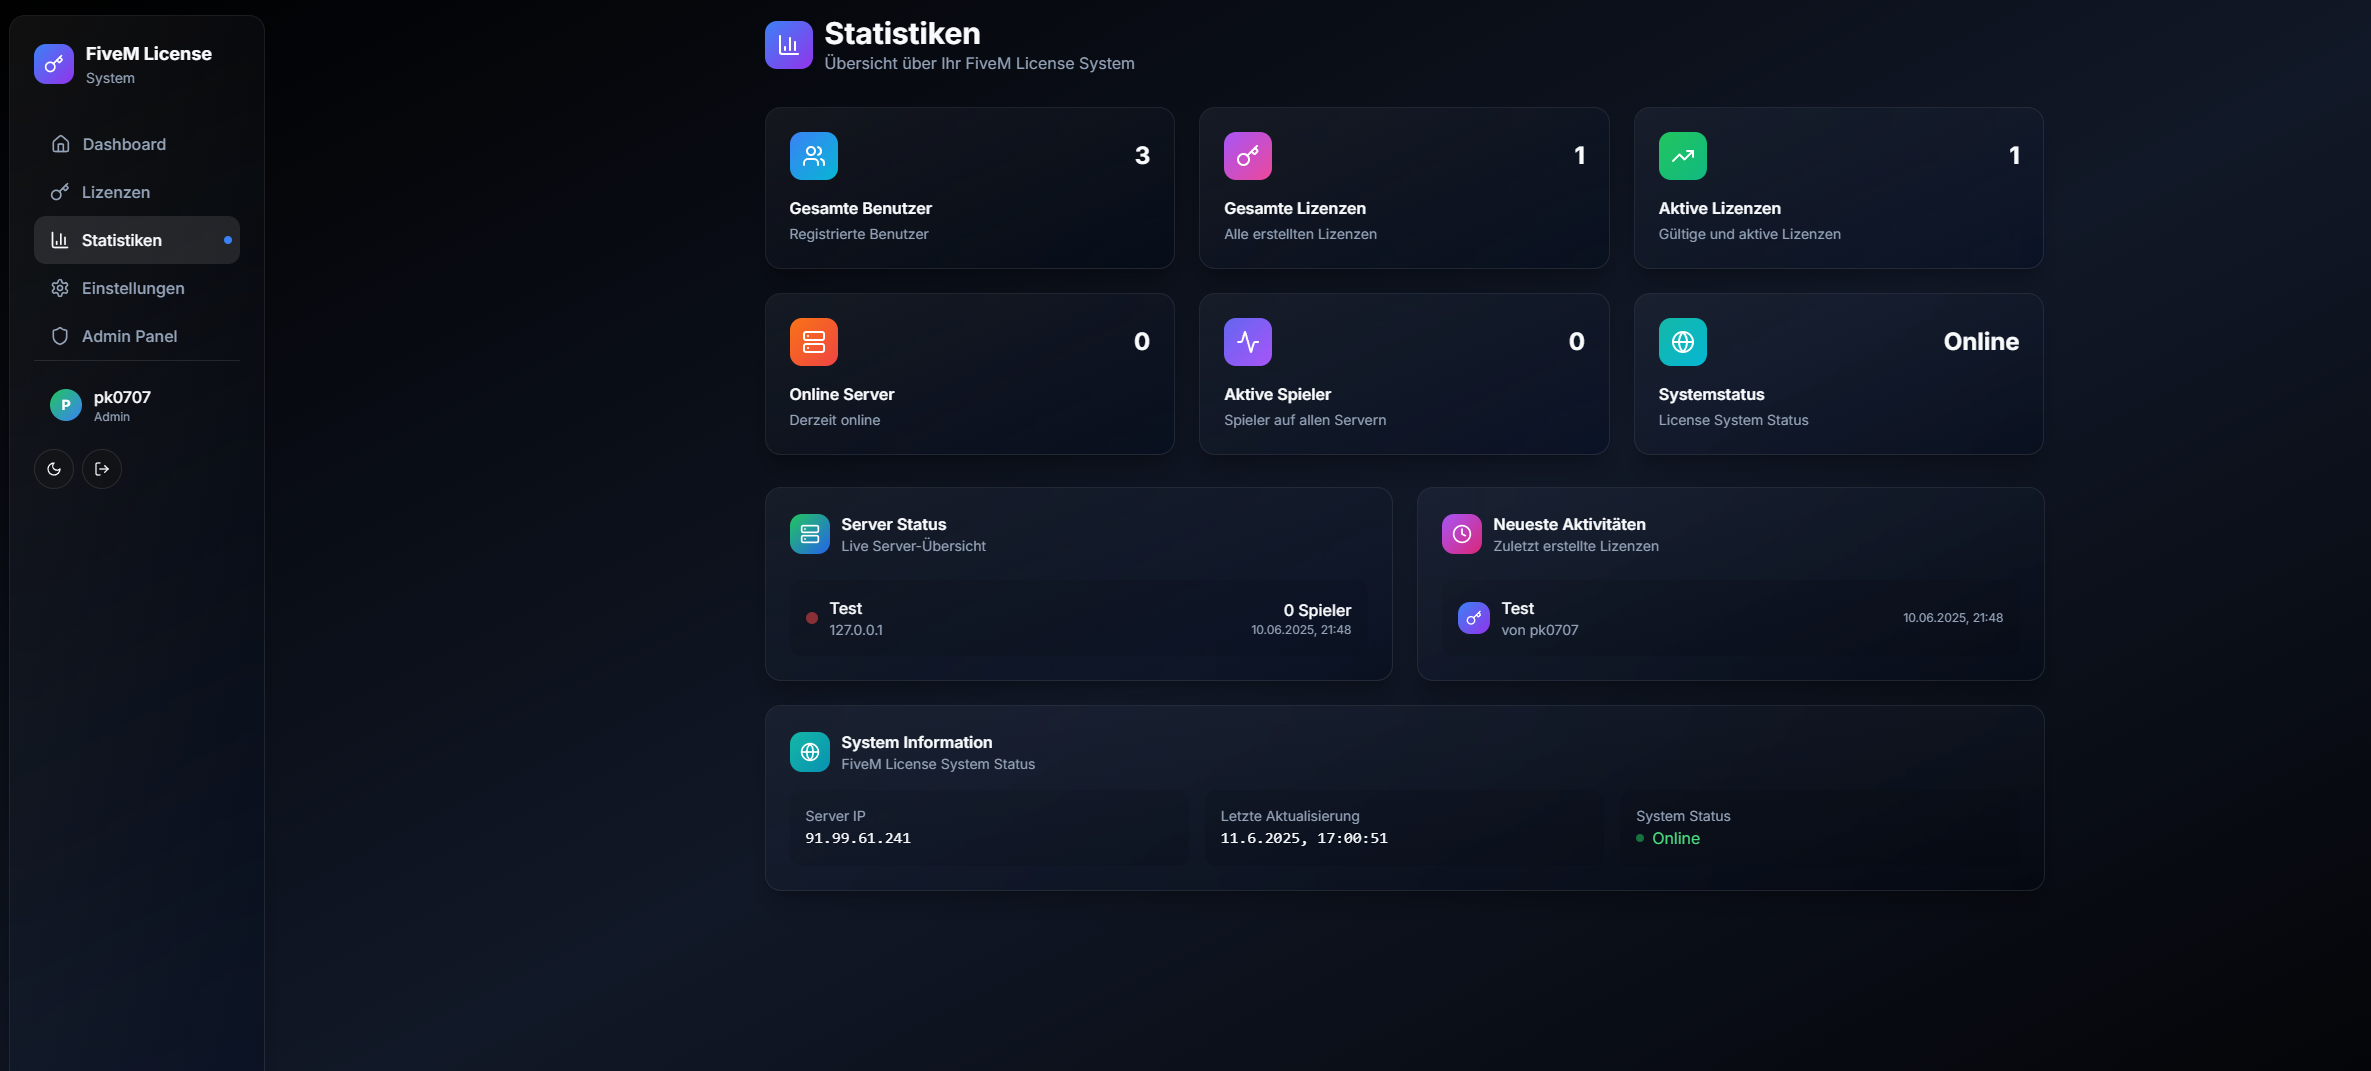 FiveM License
System
Dashboard
Lizenzen
Statistiken
Einstellungen
Admin Panel
P
pk0707
Admin
Statistiken
Übersicht über Ihr FiveM License System
3
Gesamte Benutzer
Registrierte Benutzer
1
Gesamte Lizenzen
Alle erstellten Lizenzen
1
Aktive Lizenzen
Gültige und aktive Lizenzen
0
Online Server
Derzeit online
0
Aktive Spieler
Spieler auf allen Servern
Online
Systemstatus
License System Status
Server Status
Live Server-Übersicht
Test
127.0.0.1
0 Spieler
10.06.2025, 21:48
Neueste Aktivitäten
Zuletzt erstellte Lizenzen
Test
von pk0707
10.06.2025, 21:48
System Information
FiveM License System Status
Server IP
91.99.61.241
Letzte Aktualisierung
11.6.2025, 17:00:51
System Status
Online